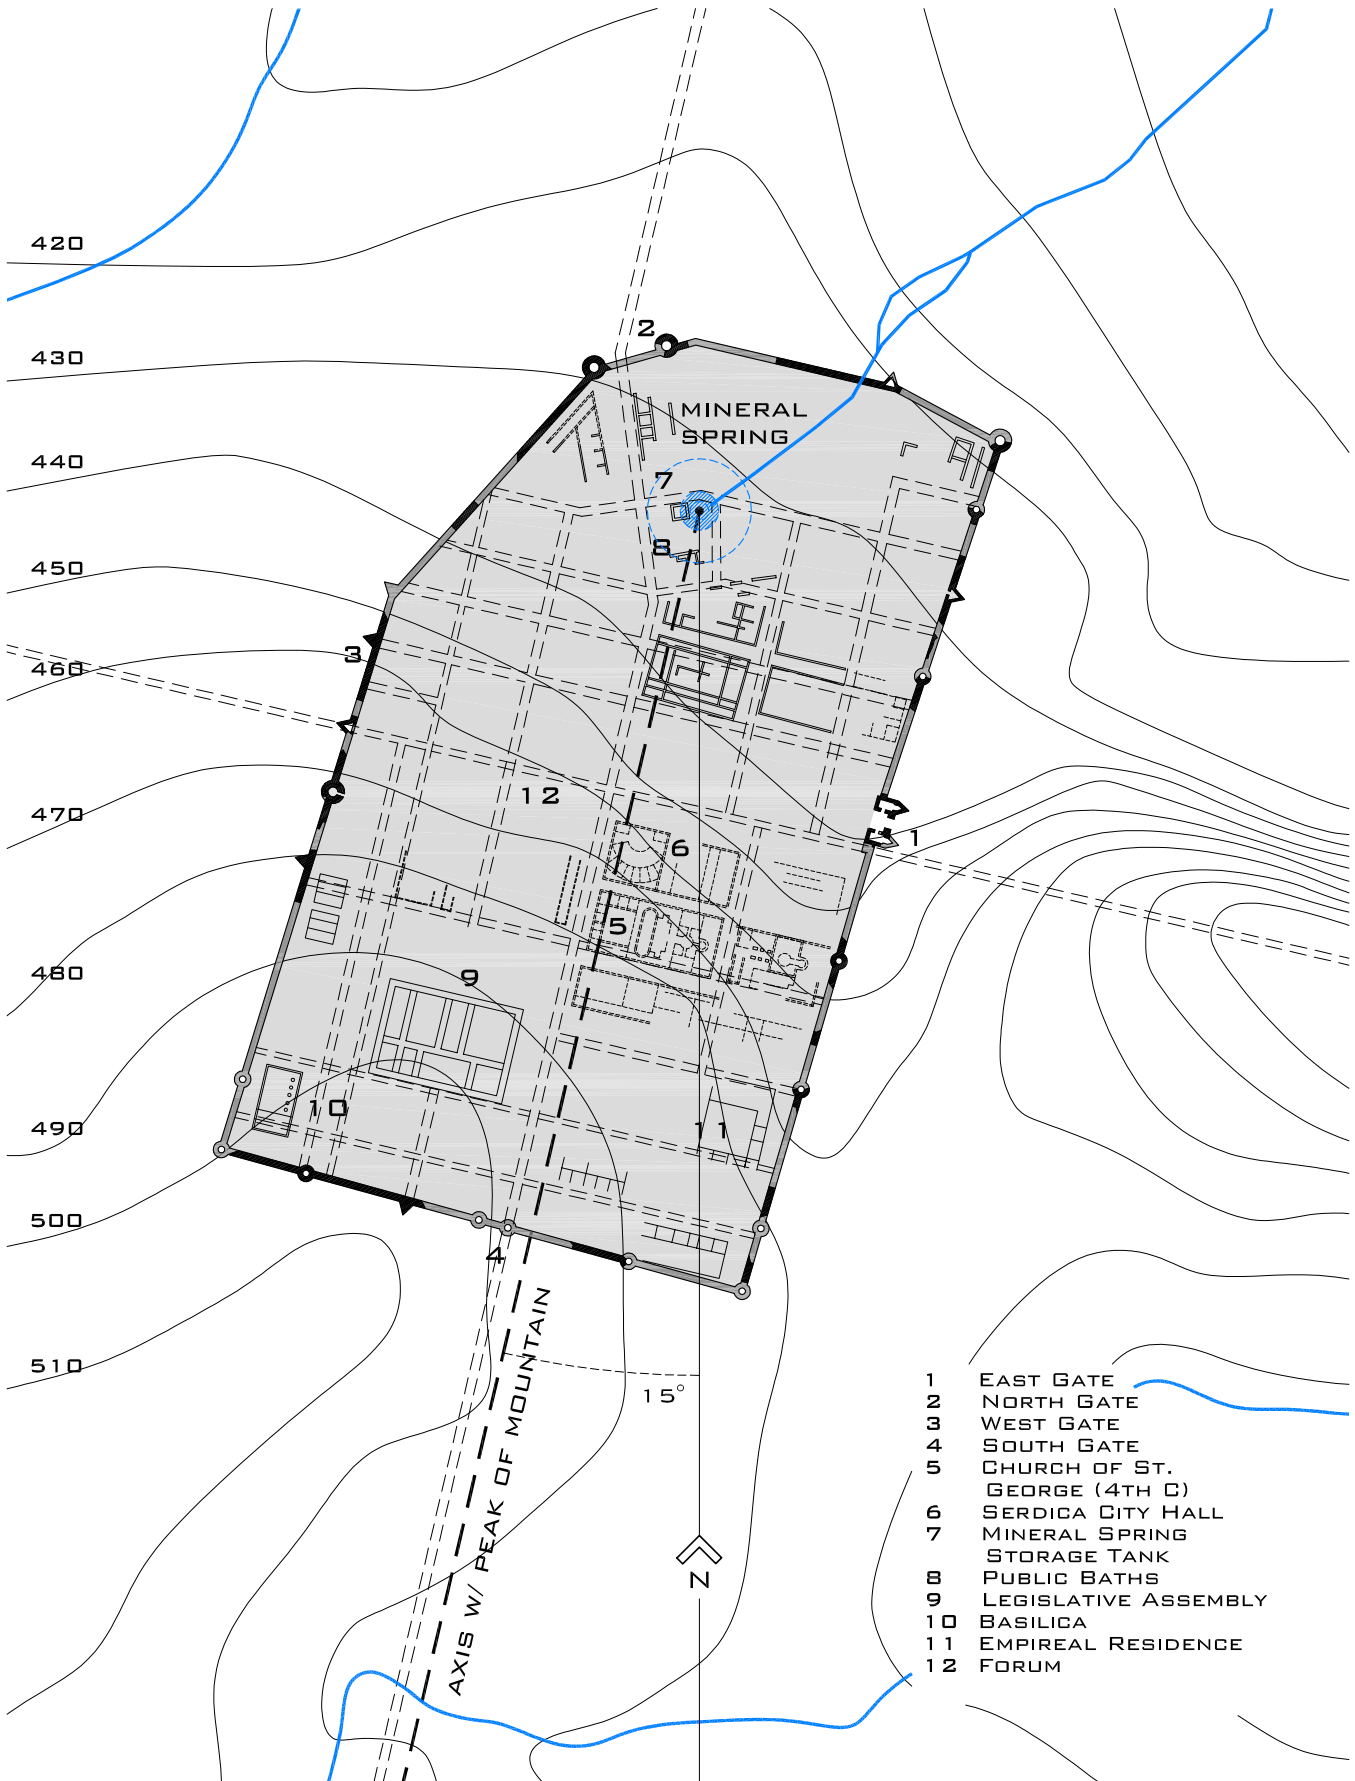 420
2
430
MINERAL
SPRING
440
7
8
450
3
460
12
470
1
6
5
9
480
10
11
490
500
4
510
AXIS W/ PEAK OF MOUNTAIN
15°
N
1 EAST GATE
2 NORTH GATE
3 WEST GATE
4 SOUTH GATE
5 CHURCH OF ST.
GEORGE (4TH C)
6 SERDICA CITY HALL
7 MINERAL SPRING
STORAGE TANK
8 PUBLIC BATHS
9 LEGISLATIVE ASSEMBLY
10 BASILICA
11 EMPIREAL RESIDENCE
12 FORUM